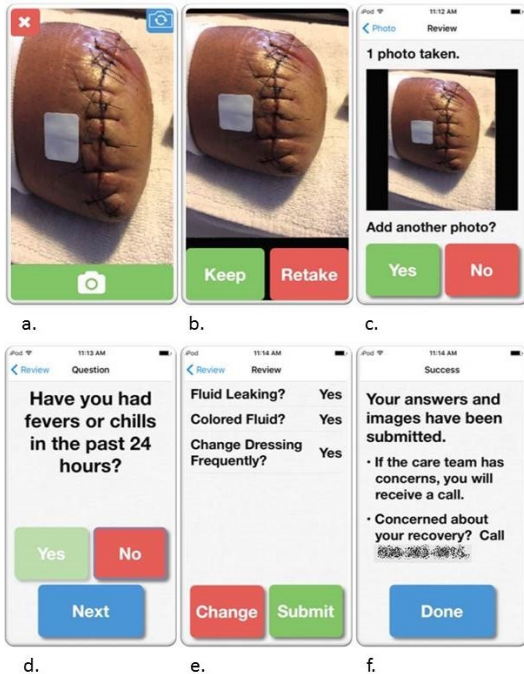 Keep
Retake
Pod
11:12 AM
Photo
Review
1 photo taken.
Add another photo?
Yes
No
a.
b.
c.
Pod
11:13 AM
Review
Question
Have you had
fevers or chills
in the past 24
hours?
Yes
No
Next
Pod
11:14 AM
Review
Review
Fluid Leaking? Yes
Colored Fluid? Yes
Change Dressing
Frequently? Yes
Change
Submit
Pod
11:14 AM
Success
Your answers and
images have been
submitted.
· If the care team has
concerns, you will
receive a call.
· Concerned about
your recovery? Call
Done
d.
e.
f.